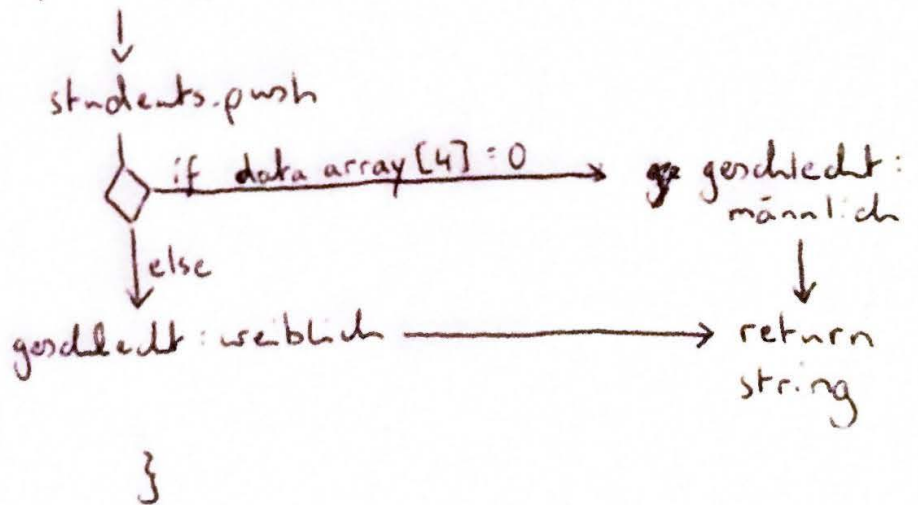 students.push
if data array[4] = 0
geschlecht:
männlich
else
geschlecht: weiblich
return
string
}